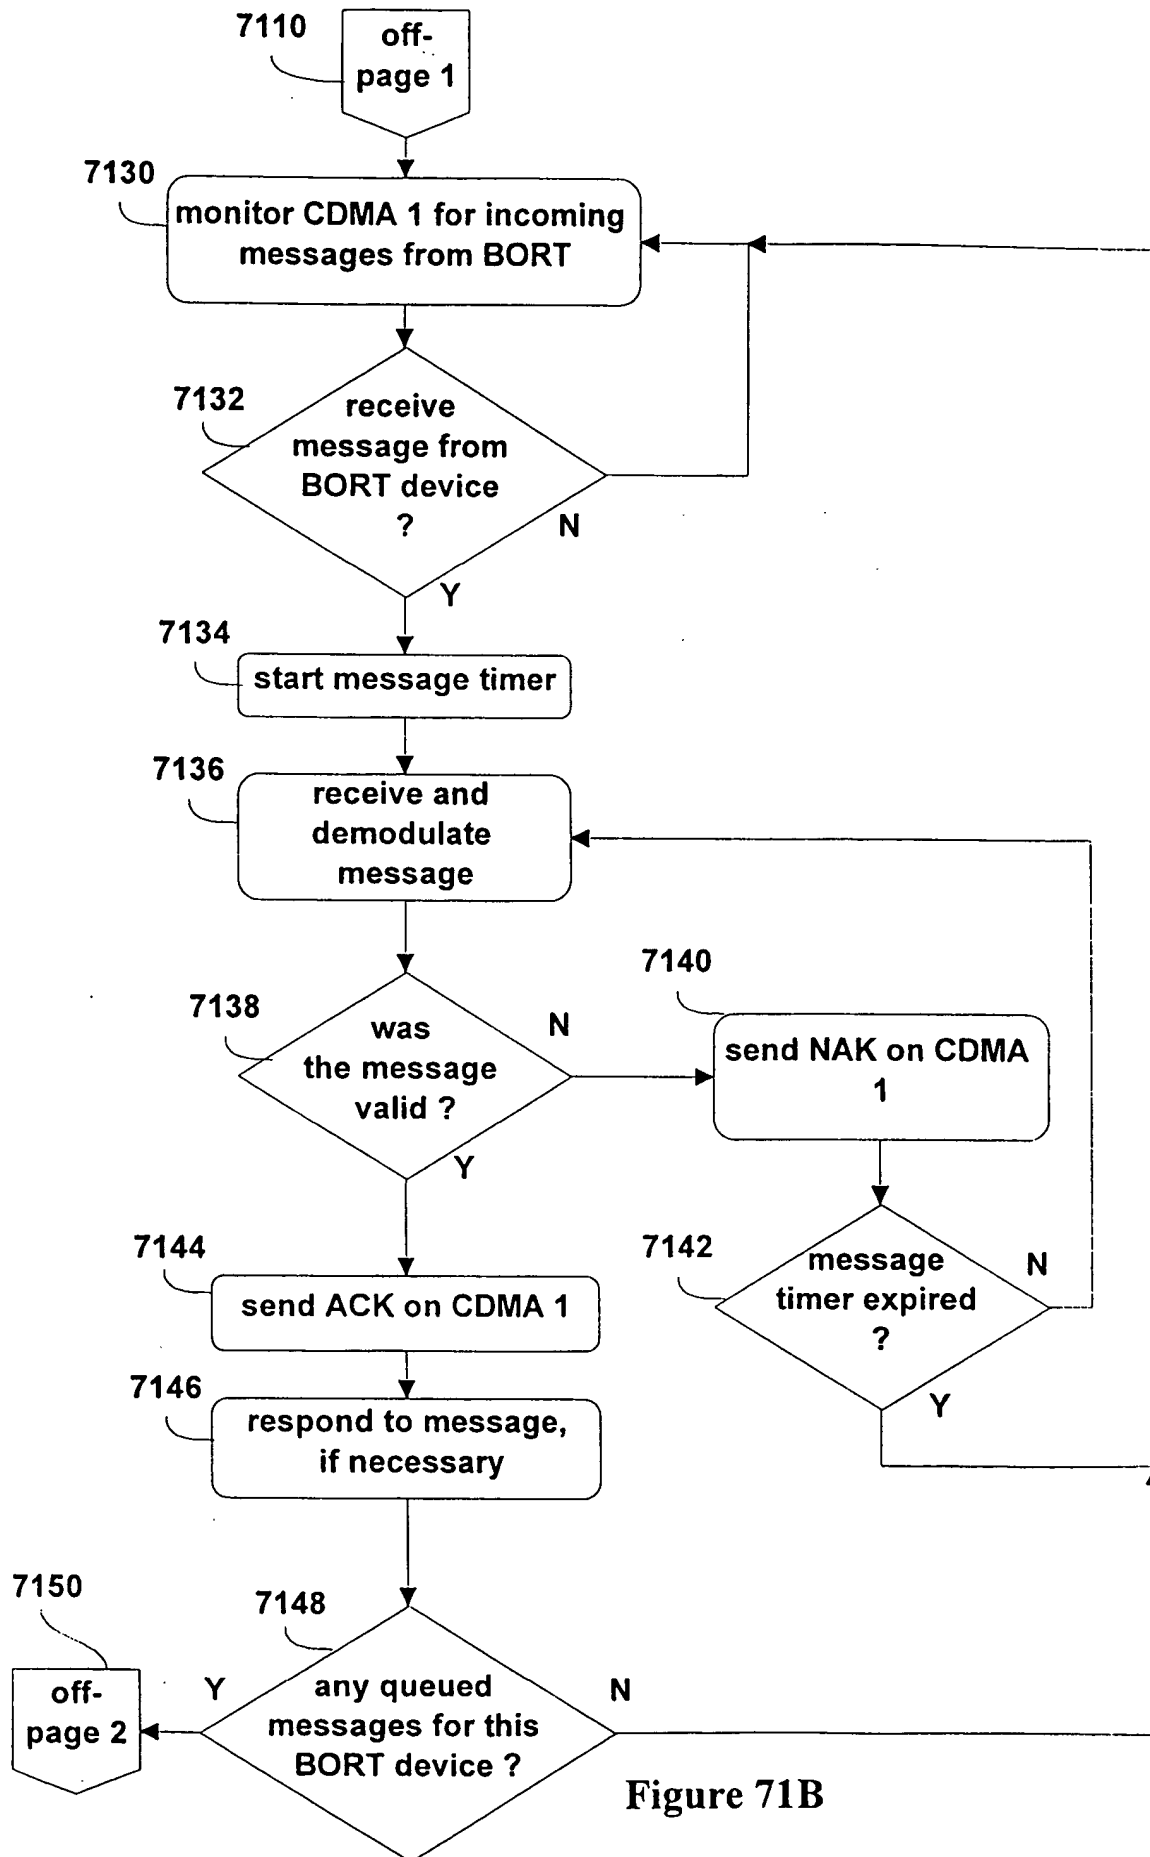 7110
off-
page 1
7130
monitor CDMA 1 for incoming
messages from BORT
7132
receive
message from
BORT device
?
N
Y
7134
start message timer
7136
receive and
demodulate
message
7138
was
the message
valid ?
N
Y
7140
send NAK on CDMA
1
7142
message
timer expired
?
N
Y
7144
send ACK on CDMA 1
7146
respond to message,
if necessary
7148
any queued
messages for this
BORT device ?
Y
N
7150
off-
page 2
Figure 71B